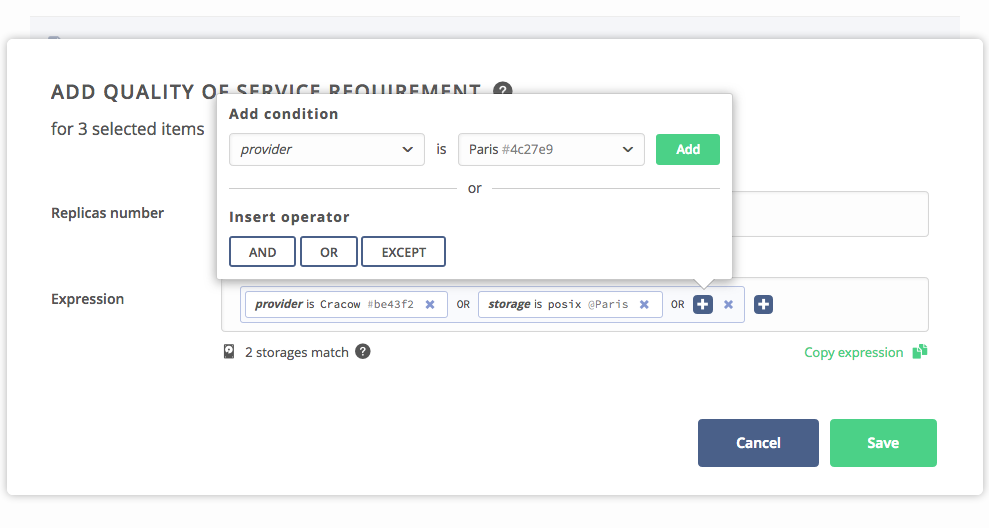 ADD QUALITY OF SERVICE REQUIREMENT ?
for 3 selected items
Add condition
provider is Paris #4c27e9 Add
or
Insert operator
AND OR EXCEPT
Replicas number
Expression
provider is Cracow #be43f2 × OR storage is posix @Paris × OR + × +
2 storages match ?
Copy expression
Cancel Save